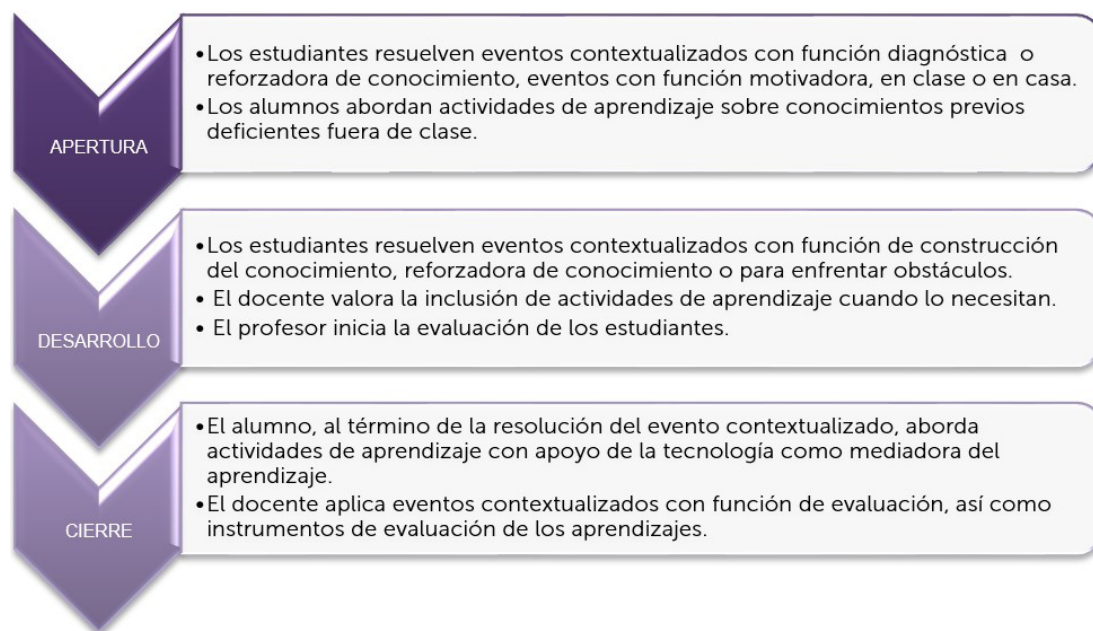 APERTURA
•Los estudiantes resuelven eventos contextualizados con función diagnóstica o
reforzadora de conocimiento, eventos con función motivadora, en clase o en casa.
•Los alumnos abordan actividades de aprendizaje sobre conocimientos previos
deficientes fuera de clase.
DESARROLLO
•Los estudiantes resuelven eventos contextualizados con función de construcción
del conocimiento, reforzadora de conocimiento o para enfrentar obstáculos.
• El docente valora la inclusión de actividades de aprendizaje cuando lo necesitan.
• El profesor inicia la evaluación de los estudiantes.
CIERRE
•El alumno, al término de la resolución del evento contextualizado, aborda
actividades de aprendizaje con apoyo de la tecnología como mediadora del
aprendizaje.
•El docente aplica eventos contextualizados con función de evaluación, así como
instrumentos de evaluación de los aprendizajes.